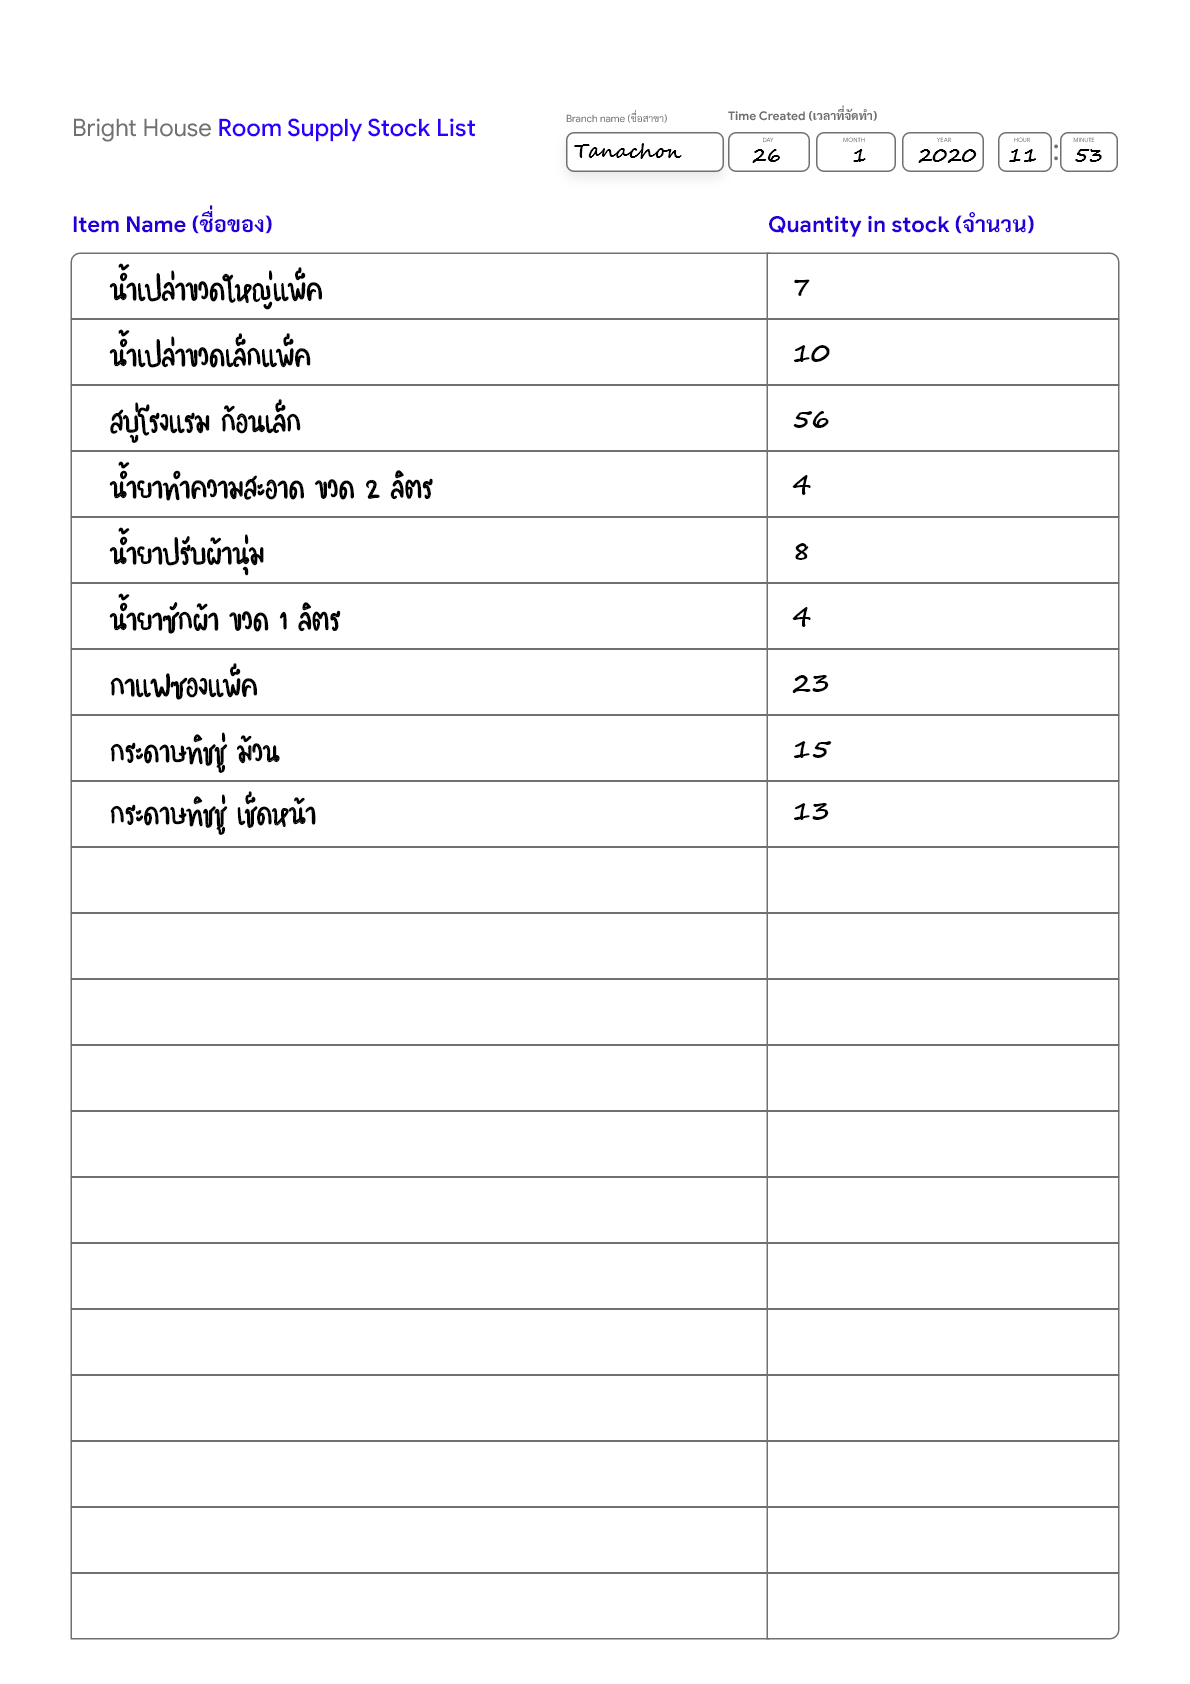 Bright House Room Supply Stock List
Branch name (ชื่อสาขา) Time Created (เวลาที่จัดทำ)
DAY MONTH YEAR HOUR MINUTE
Tanachon 26 1 2020 11 : 53
Item Name (ชื่อของ) Quantity in stock (จำนวน)
น้ำเปล่าขวดใหญ่แพ็ค 7
น้ำเปล่าขวดเล็กแพ็ค 10
สบู่โรงแรม ก้อนเล็ก 56
น้ำยาทำความสะอาด ขวด 2 ลิตร 4
น้ำยาปรับผ้านุ่ม 8
น้ำยาซักผ้า ขวด 1 ลิตร 4
กาแฟซองแพ็ค 23
กระดาษทิชชู่ ม้วน 15
กระดาษทิชชู่ เช็ดหน้า 13